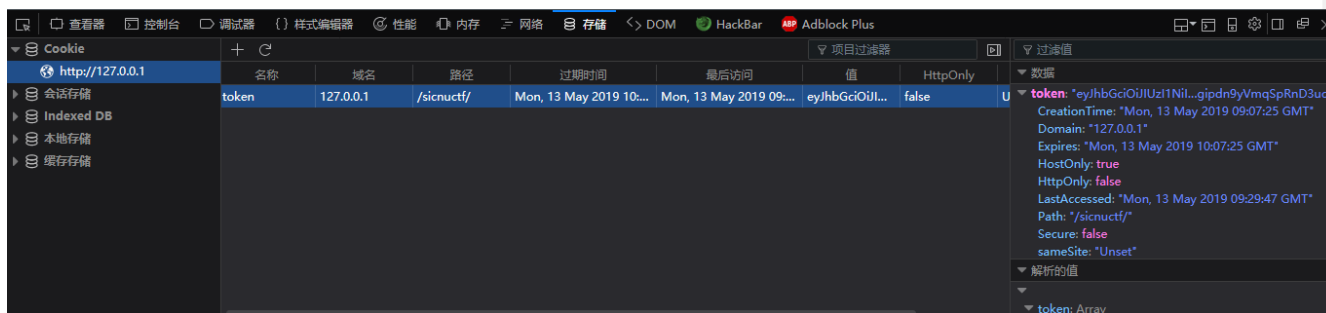 查看器 控制台 调试器 {} 样式编辑器 性能 内存 网络 存储 DOM HackBar ABP Adblock Plus
Cookie
http://127.0.0.1
会话存储
Indexed DB
本地存储
缓存存储
项目过滤器
名称 域名 路径 过期时间 最后访问 值 HttpOnly
token 127.0.0.1 /sicnuctf/ Mon, 13 May 2019 10:... Mon, 13 May 2019 09:... eyJhbGciOiJI... false U
过滤值
数据
token: "eyJhbGciOiJIUzI1NiI...gipdn9yVmqSpRnD3uc
CreationTime: "Mon, 13 May 2019 09:07:25 GMT"
Domain: "127.0.0.1"
Expires: "Mon, 13 May 2019 10:07:25 GMT"
HostOnly: true
HttpOnly: false
LastAccessed: "Mon, 13 May 2019 09:29:47 GMT"
Path: "/sicnuctf/"
Secure: false
sameSite: "Unset"
解析的值
token: Array